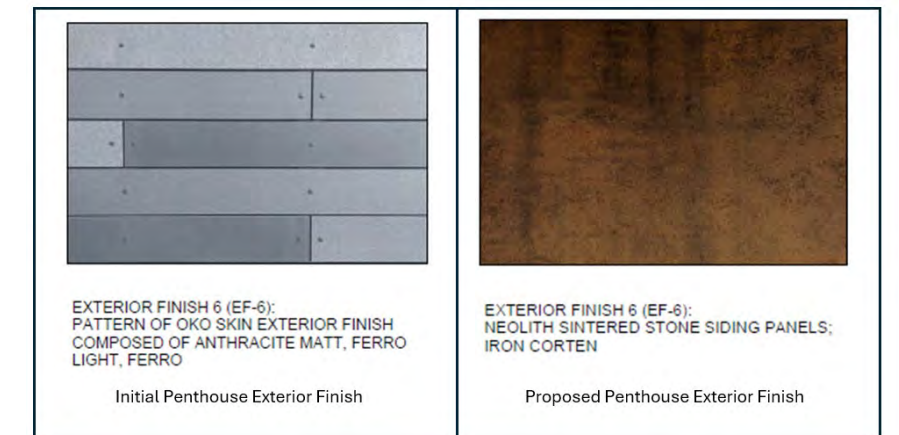 EXTERIOR FINISH 6 (EF-6):
PATTERN OF OKO SKIN EXTERIOR FINISH
COMPOSED OF ANTHRACITE MATT, FERRO
LIGHT, FERRO
Initial Penthouse Exterior Finish
EXTERIOR FINISH 6 (EF-6):
NEOLITH SINTERED STONE SIDING PANELS;
IRON CORTEN
Proposed Penthouse Exterior Finish